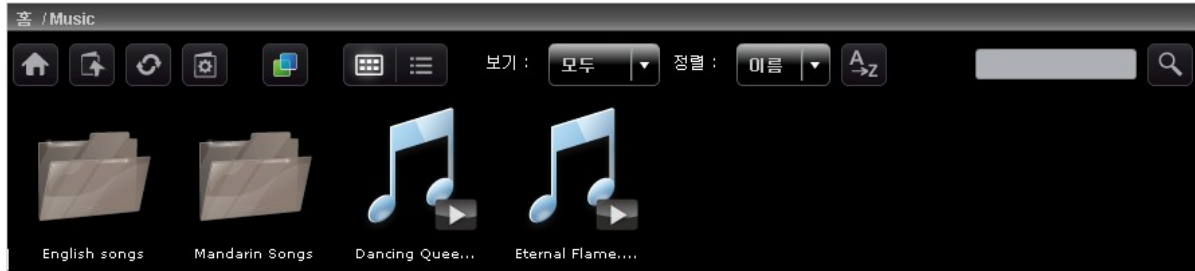 홈 / Music
보기 : 모두 정렬 : 이름 A→Z
English songs Mandarin Songs Dancing Quee... Eternal Flame....